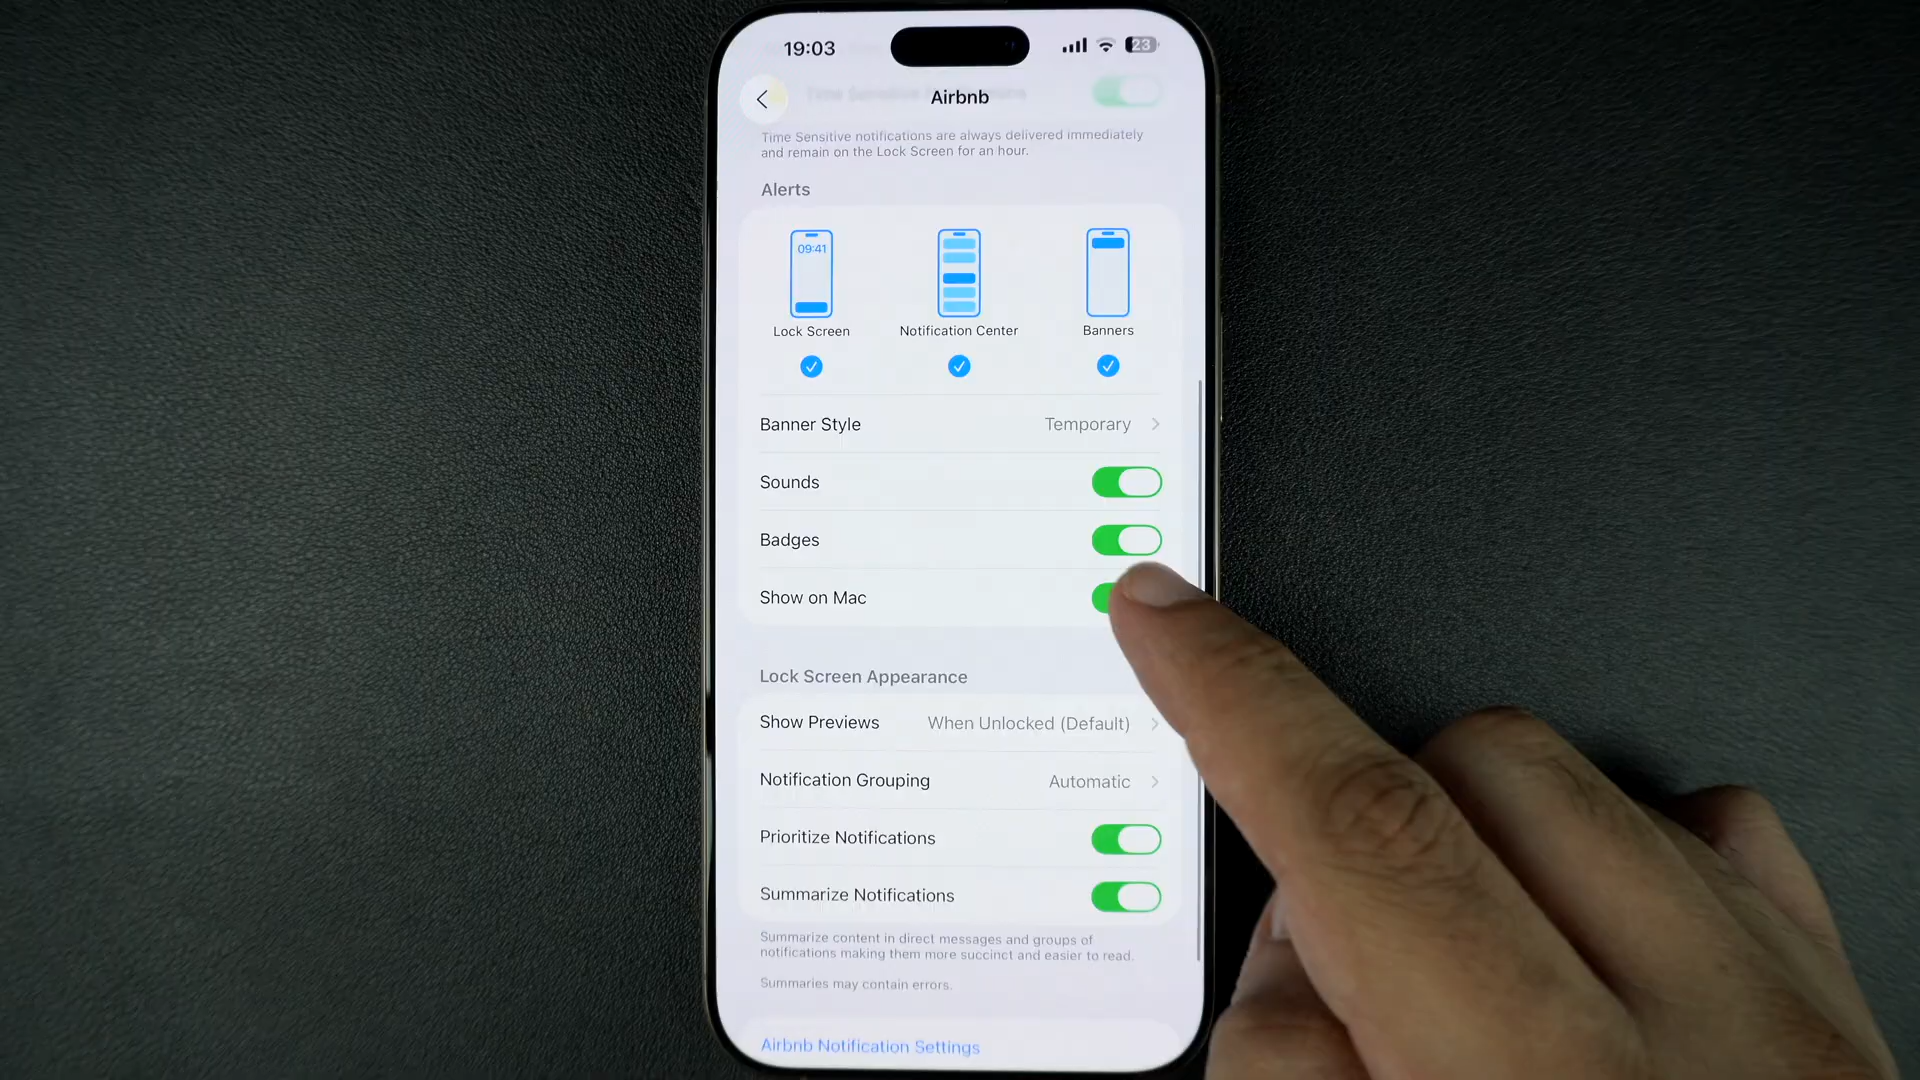 19:03
23
Airbnb
Time Sensitive notifications are always delivered immediately
and remain on the Lock Screen for an hour.
Alerts
09:41
Lock Screen
Notification Center
Banners
Banner Style
Temporary
Sounds
Badges
Show on Mac
Lock Screen Appearance
Show Previews
When Unlocked (Default)
Notification Grouping
Automatic
Prioritize Notifications
Summarize Notifications
Summarize content in direct messages and groups of
notifications making them more succinct and easier to read.
Summaries may contain errors.
Airbnb Notification Settings